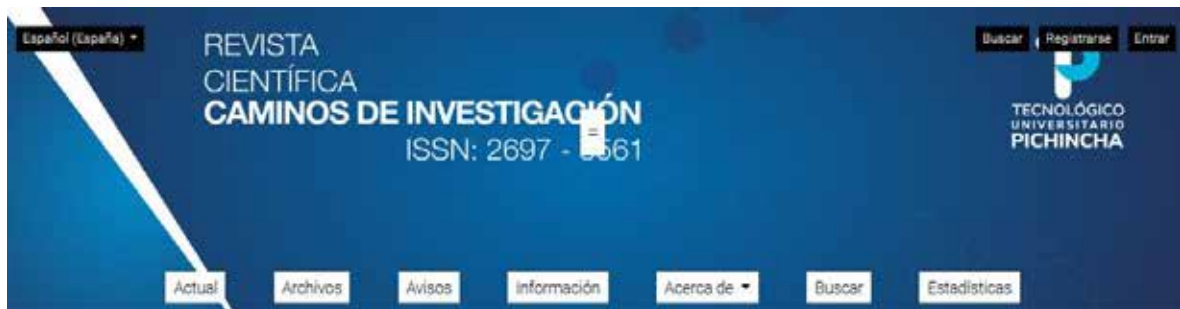 Español (España)
Buscar Registrarse Entrar
REVISTA
CIENTÍFICA
CAMINOS DE INVESTIGACIÓN
ISSN: 2697 -
TECNOLÓGICO
UNIVERSITARIO
PICHINCHA
Actual Archivos Avisos Información Acerca de Buscar Estadísticas